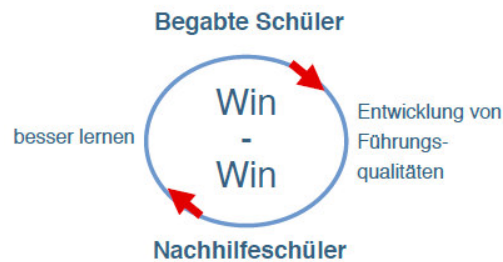 Begabte Schüler
Win
-
Win
besser lernen
Entwicklung von
Führungs-
qualitäten
Nachhilfeschüler